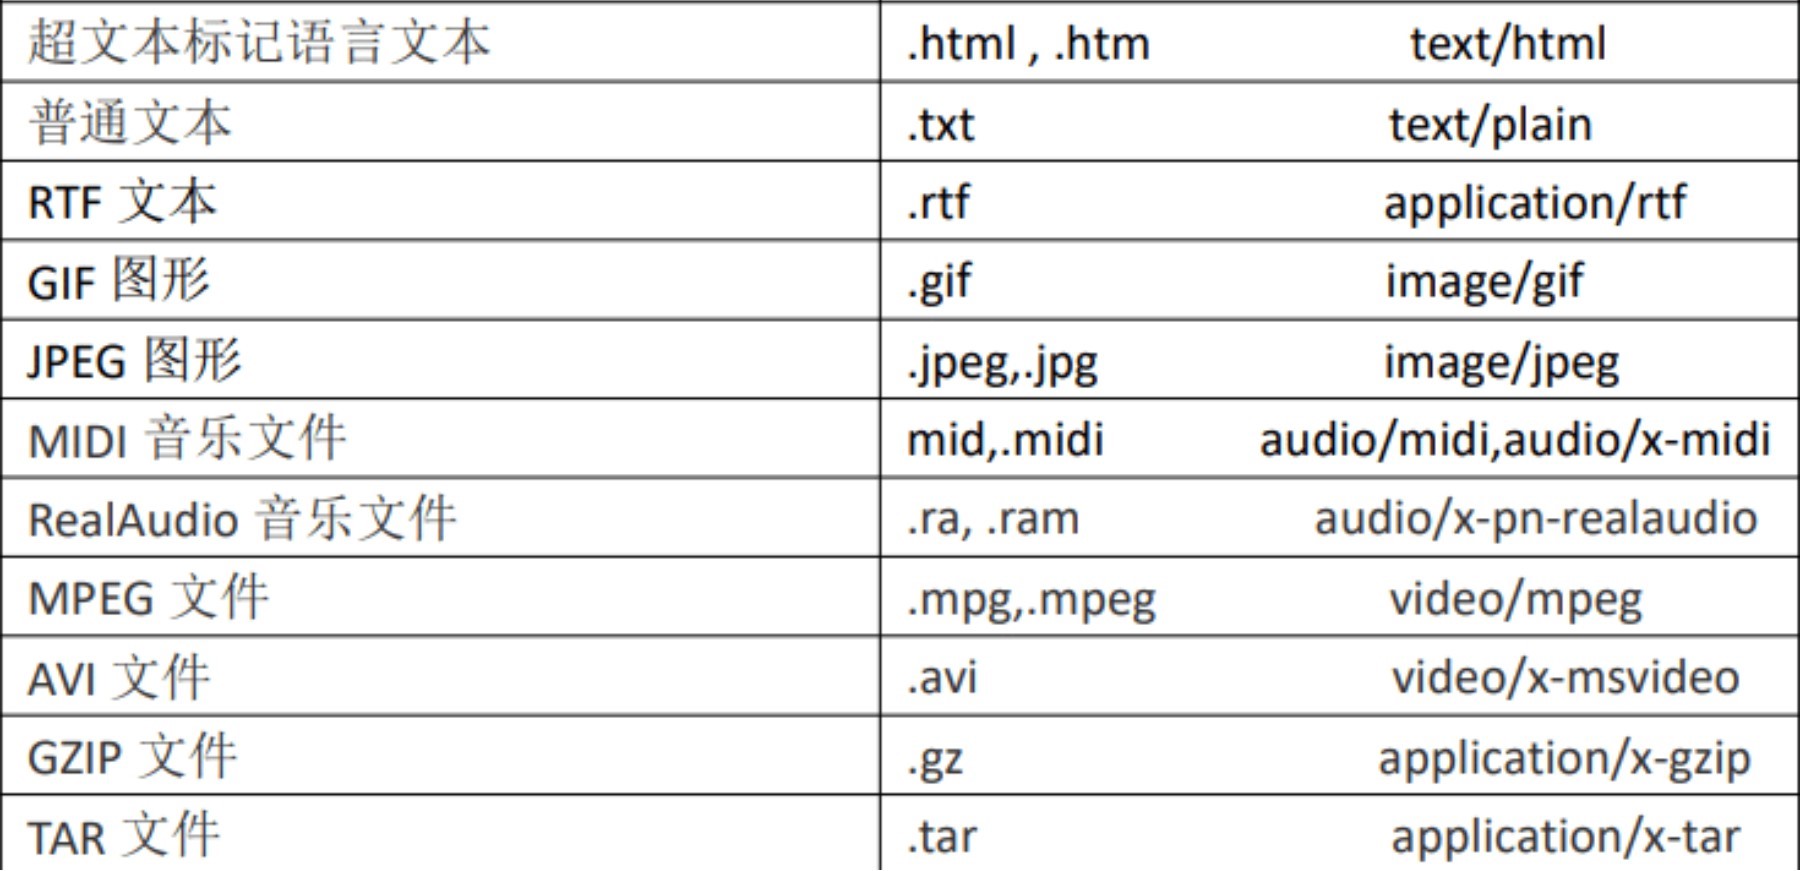 超文本标记语言文本 .html , .htm text/html
普通文本 .txt text/plain
RTF 文本 .rtf application/rtf
GIF 图形 .gif image/gif
JPEG 图形 .jpeg,.jpg image/jpeg
MIDI 音乐文件 mid,.midi audio/midi,audio/x-midi
RealAudio 音乐文件 .ra, .ram audio/x-pn-realaudio
MPEG 文件 .mpg,.mpeg video/mpeg
AVI 文件 .avi video/x-msvideo
GZIP 文件 .gz application/x-gzip
TAR 文件 .tar application/x-tar